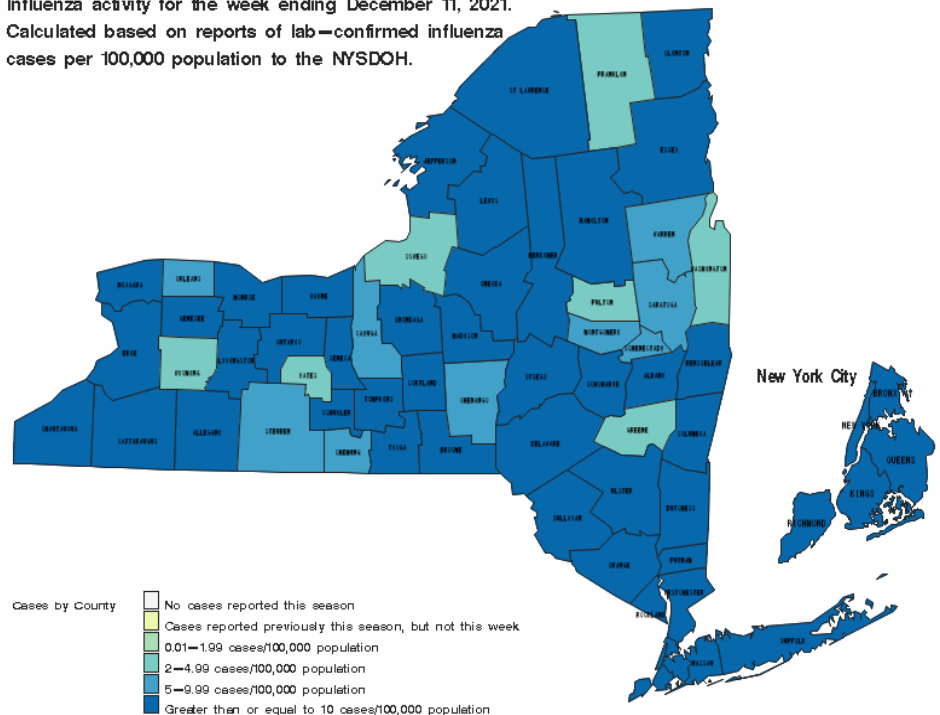 Influenza activity for the week ending December 11, 2021.
Calculated based on reports of lab-confirmed influenza
cases per 100,000 population to the NYSDOH.
CLINTON
FRANKLIN
ST LAWRENCE
ESSEX
JEFFERSON
LEWIS
HAMILTON
WARREN
HERKIMER
OSWEGO
WASHINGTON
ORLEANS
NIAGARA
ONEIDA
MONROE
WAYNE
FULTON
SARATOGA
GENESEE
ONONDAGA
CAYUGA
MADISON
MONTGOMERY
ONTARIO
SCHENECTADY
ERIE
LIVINGSTON
SENECA
RENSSELAER
WYOMING
YATES
OTSEGO
ALBANY
SCHOHARIE
CORTLAND
New York City
TOMPKINS
CHENANGO
BRONX
SCHUYLER
NEW YORK
CHAUTAUQUA
ALLEGANY
STEUBEN
GREENE
COLUMBIA
CATTARAUGUS
DELAWARE
TIOGA
BROOME
CHEMUNG
QUEENS
ULSTER
KINGS
DUTCHESS
SULLIVAN
RICHMOND
PUTNAM
ORANGE
WESTCHESTER
ROCKLAND
SUFFOLK
NASSAU
Cases by County
No cases reported this season
Cases reported previously this season, but not this week
0.01-1.99 cases/100,000 population
2-4.99 cases/100,000 population
5-9.99 cases/100,000 population
Greater than or equal to 10 cases/100,000 population